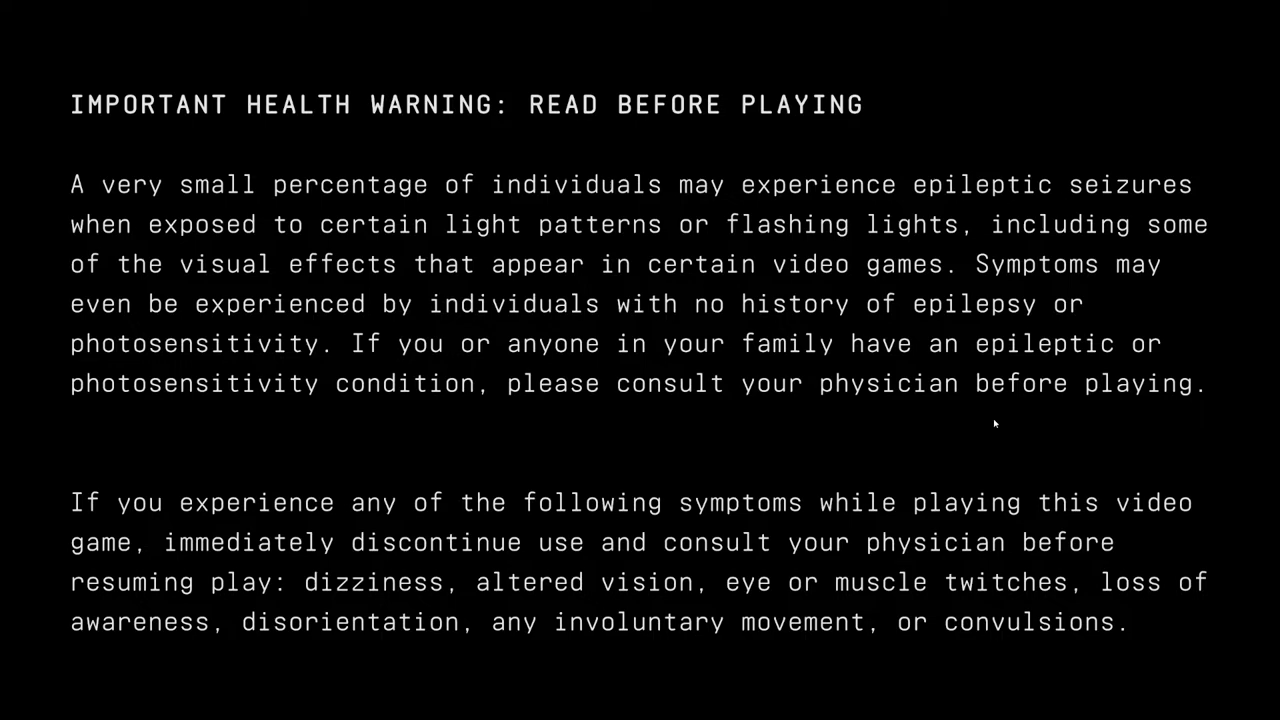 IMPORTANT HEALTH WARNING: READ BEFORE PLAYING
A very small percentage of individuals may experience epileptic seizures
when exposed to certain light patterns or flashing lights, including some
of the visual effects that appear in certain video games. Symptoms may
even be experienced by individuals with no history of epilepsy or
photosensitivity. If you or anyone in your family have an epileptic or
photosensitivity condition, please consult your physician before playing.
If you experience any of the following symptoms while playing this video
game, immediately discontinue use and consult your physician before
resuming play: dizziness, altered vision, eye or muscle twitches, loss of
awareness, disorientation, any involuntary movement, or convulsions.